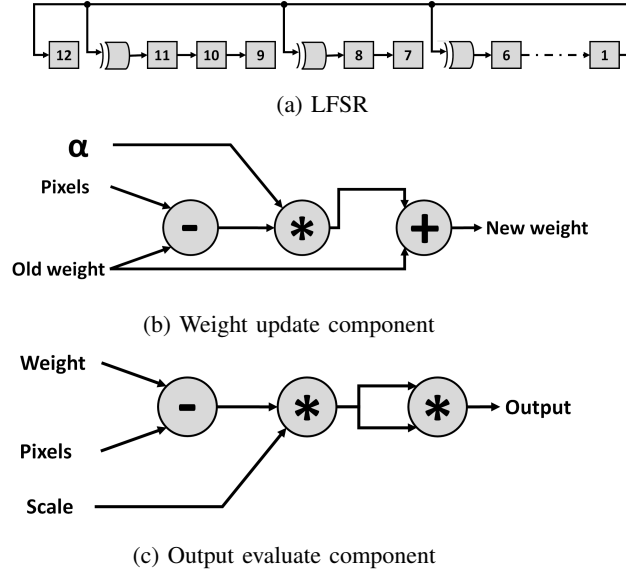 12 11 10 9 8 7 6 1
(a) LFSR
α
Pixels
- * + New weight
Old weight
(b) Weight update component
Weight
- * * Output
Pixels
Scale
(c) Output evaluate component